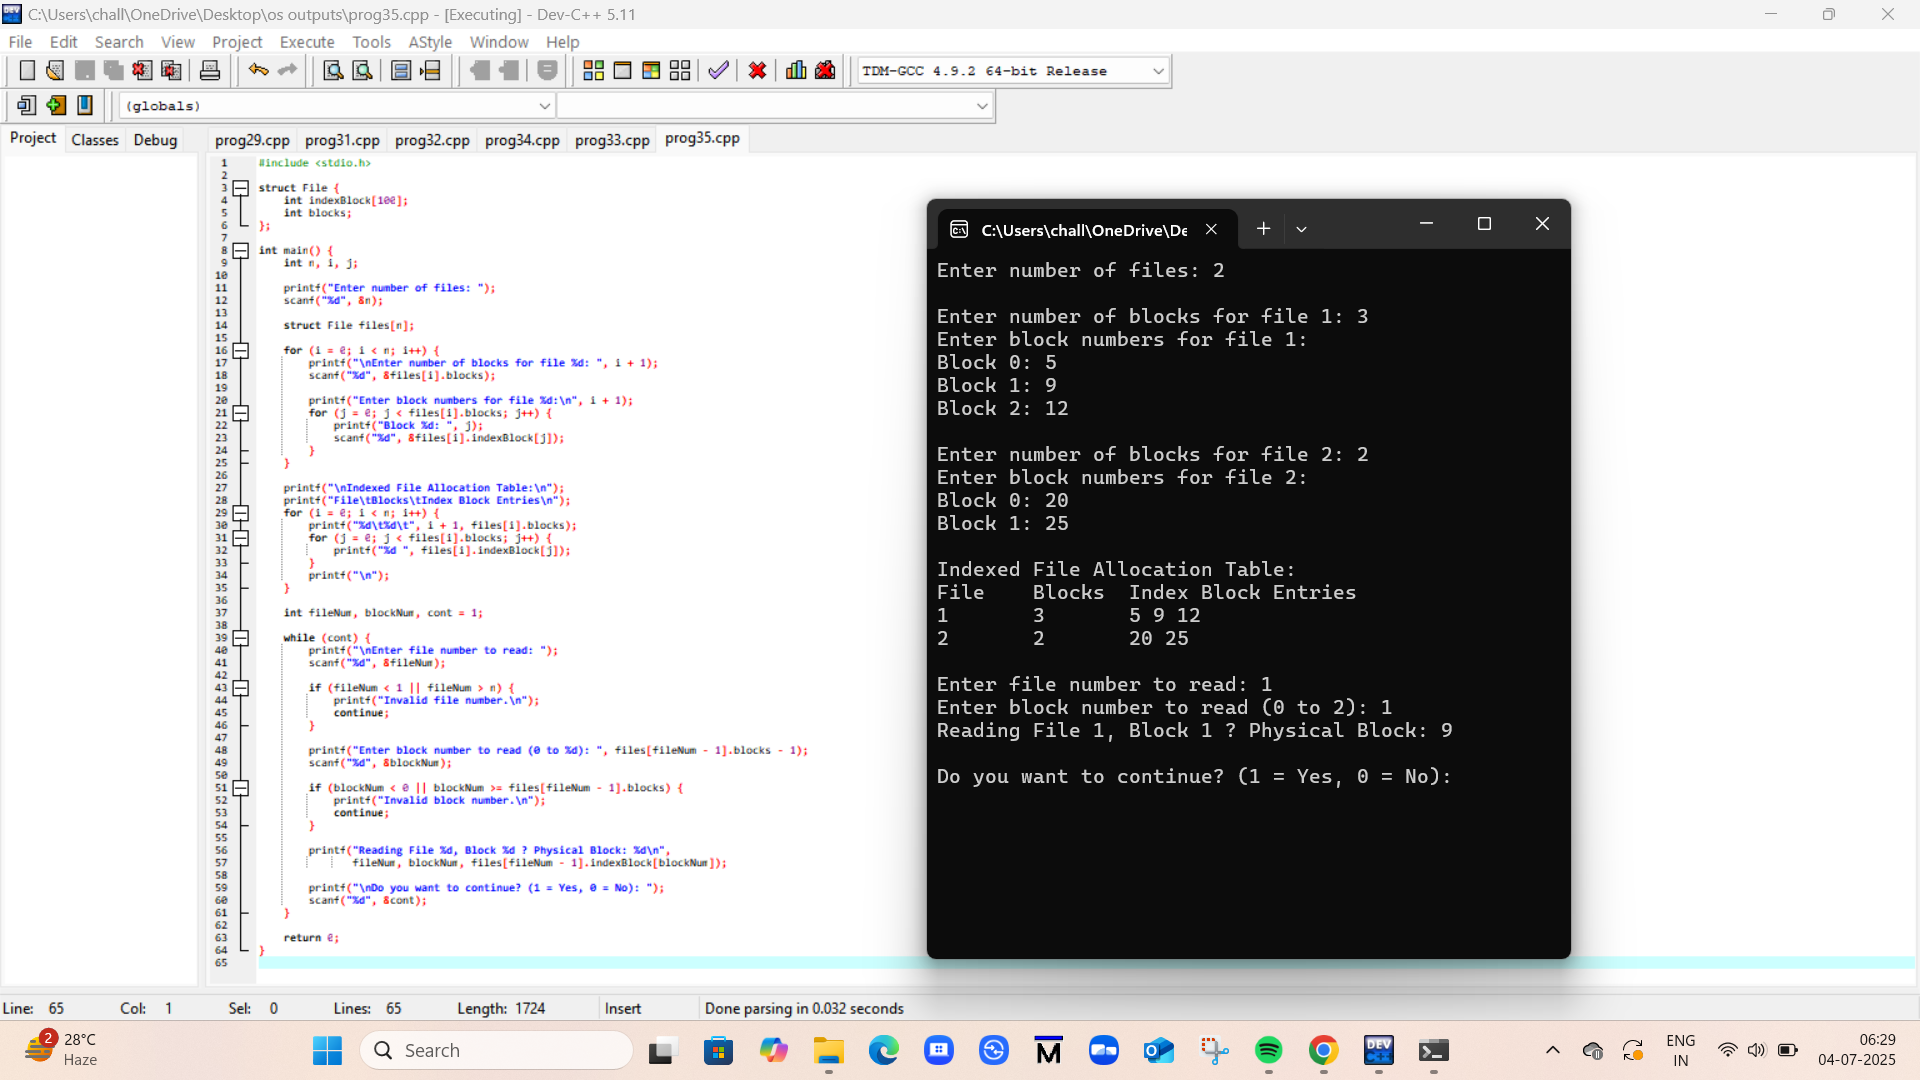 C:\Users\chall\OneDrive\Desktop\os outputs\prog35.cpp - [Executing] - Dev-C++ 5.11
File Edit Search View Project Execute Tools AStyle Window Help
TDM-GCC 4.9.2 64-bit Release
(globals)
Project Classes Debug
prog29.cpp prog31.cpp prog32.cpp prog34.cpp prog33.cpp prog35.cpp
1 #include <stdio.h>
2
3 struct File {
4 int indexBlock[100];
5 int blocks;
6 };
7
8 int main() {
9 int n, i, j;
10
11 printf("Enter number of files: ");
12 scanf("%d", &n);
13
14 struct File files[n];
15
16 for (i = 0; i < n; i++) {
17 printf("\nEnter number of blocks for file %d: ", i + 1);
18 scanf("%d", &files[i].blocks);
19
20 printf("Enter block numbers for file %d:\n", i + 1);
21 for (j = 0; j < files[i].blocks; j++) {
22 printf("Block %d: ", j);
23 scanf("%d", &files[i].indexBlock[j]);
24 }
25 }
26
27 printf("\nIndexed File Allocation Table:\n");
28 printf("File\tBlocks\tIndex Block Entries\n");
29 for (i = 0; i < n; i++) {
30 printf("%d\t%d\t", i + 1, files[i].blocks);
31 for (j = 0; j < files[i].blocks; j++) {
32 printf("%d ", files[i].indexBlock[j]);
33 }
34 printf("\n");
35 }
36
37 int fileNum, blockNum, cont = 1;
38
39 while (cont) {
40 printf("\nEnter file number to read: ");
41 scanf("%d", &fileNum);
42
43 if (fileNum < 1 || fileNum > n) {
44 printf("Invalid file number.\n");
45 continue;
46 }
47
48 printf("Enter block number to read (0 to %d): ", files[fileNum - 1].blocks - 1);
49 scanf("%d", &blockNum);
50
51 if (blockNum < 0 || blockNum >= files[fileNum - 1].blocks) {
52 printf("Invalid block number.\n");
53 continue;
54 }
55
56 printf("Reading File %d, Block %d ? Physical Block: %d\n",
57 fileNum, blockNum, files[fileNum - 1].indexBlock[blockNum]);
58
59 printf("\nDo you want to continue? (1 = Yes, 0 = No): ");
60 scanf("%d", &cont);
61 }
62
63 return 0;
64 }
65
C:\Users\chall\OneDrive\De
Enter number of files: 2
Enter number of blocks for file 1: 3
Enter block numbers for file 1:
Block 0: 5
Block 1: 9
Block 2: 12
Enter number of blocks for file 2: 2
Enter block numbers for file 2:
Block 0: 20
Block 1: 25
Indexed File Allocation Table:
File Blocks Index Block Entries
1 3 5 9 12
2 2 20 25
Enter file number to read: 1
Enter block number to read (0 to 2): 1
Reading File 1, Block 1 ? Physical Block: 9
Do you want to continue? (1 = Yes, 0 = No):
Line: 65 Col: 1 Sel: 0 Lines: 65 Length: 1724 Insert Done parsing in 0.032 seconds
2 28°C
Haze
Search
DEV C++
ENG
IN
06:29
04-07-2025